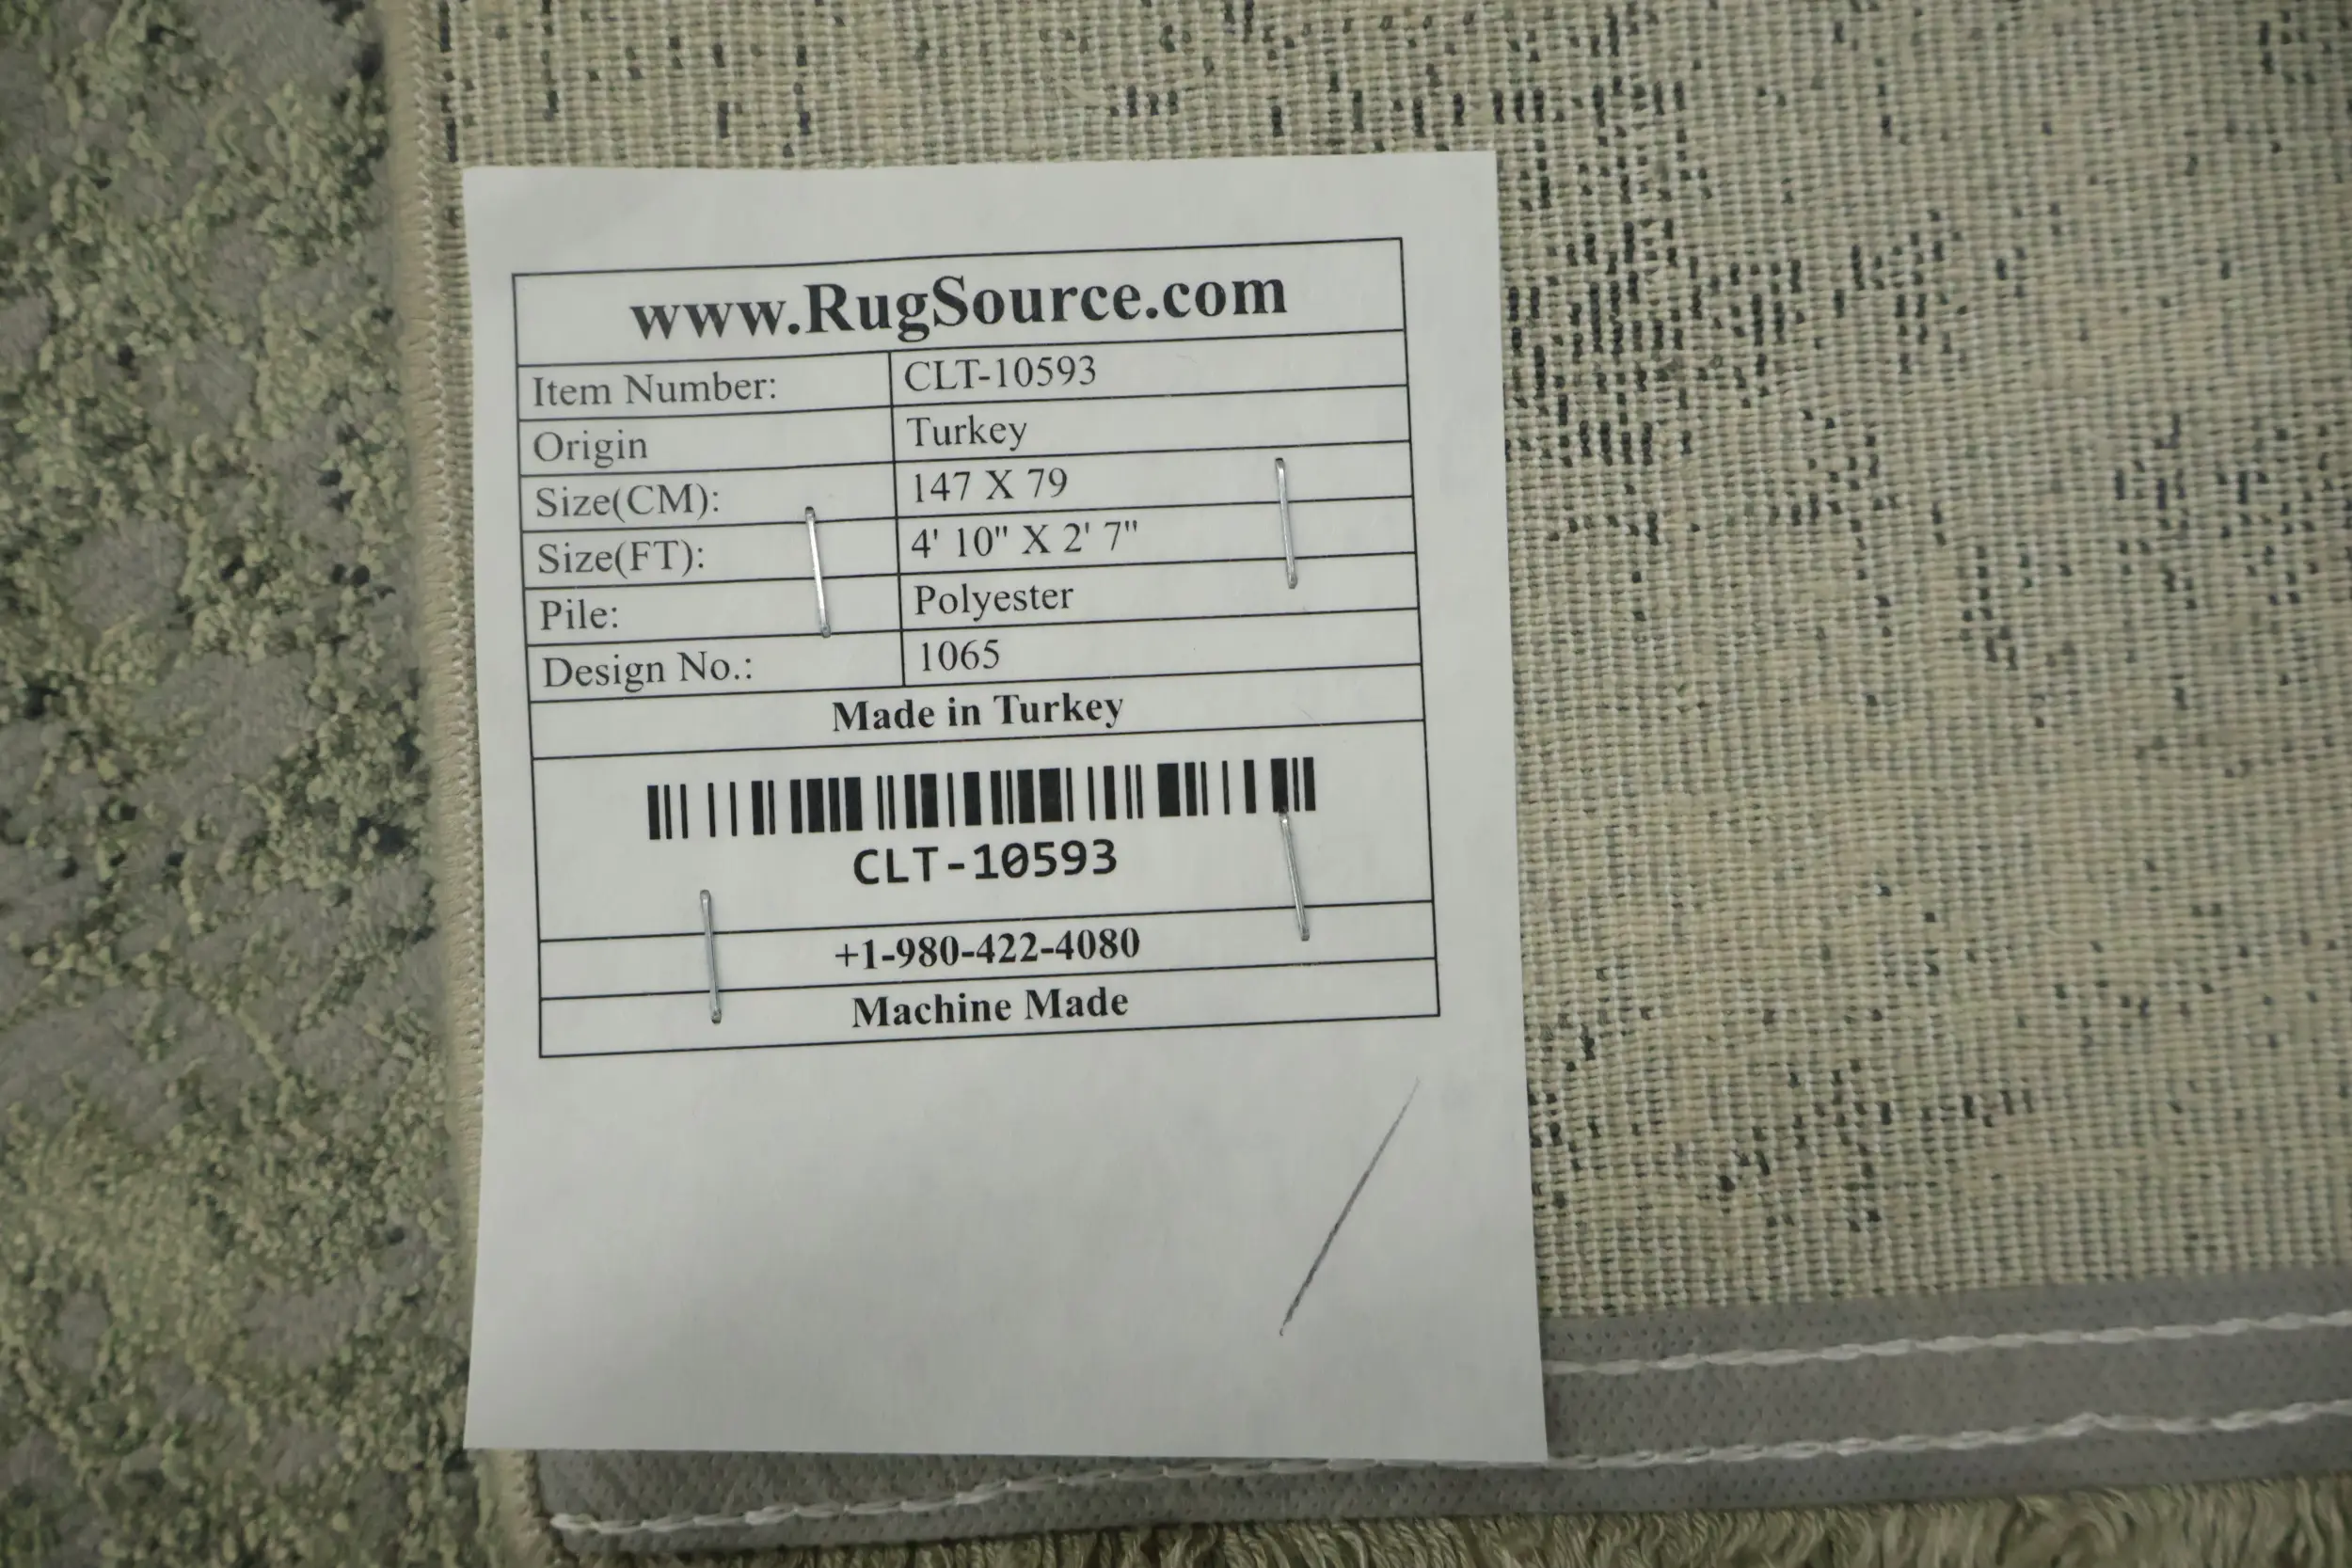 www.RugSource.com
Item Number: CLT-10593
Origin Turkey
Size(CM): 147 X 79
Size(FT): 4' 10" X 2' 7"
Pile: Polyester
Design No.: 1065
Made in Turkey
CLT-10593
+1-980-422-4080
Machine Made